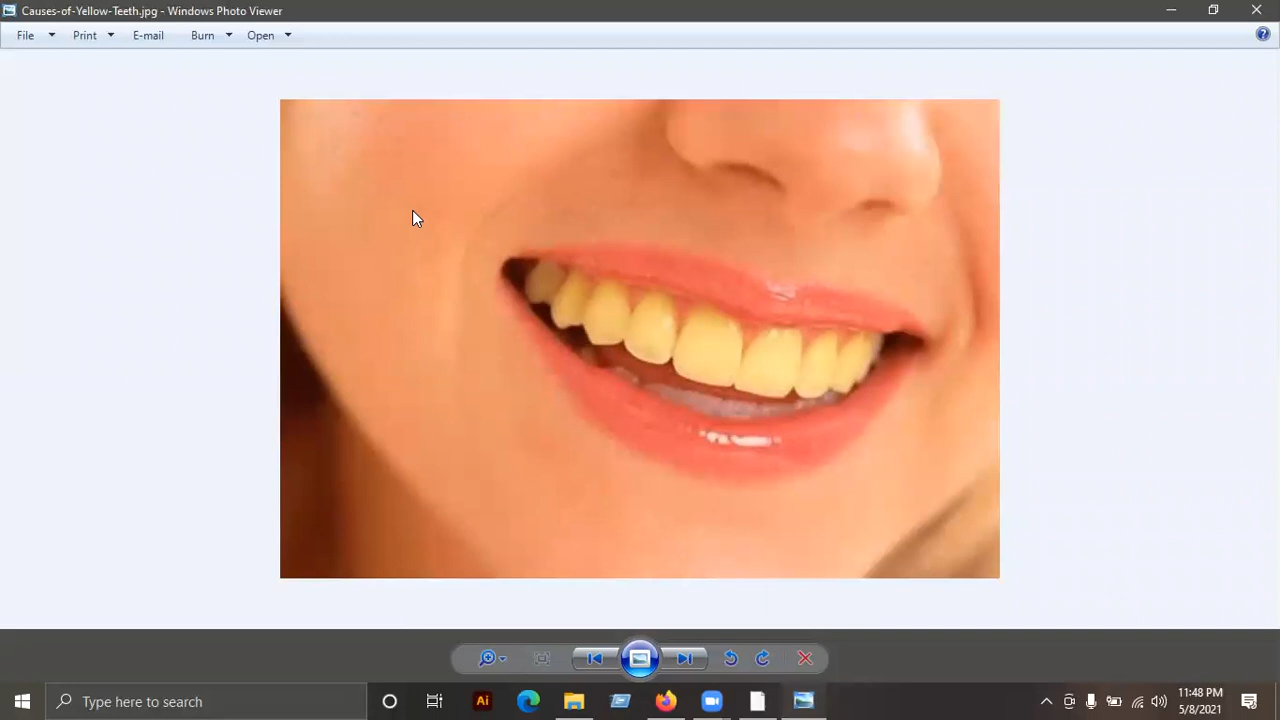 Causes-of-Yellow-Teeth.jpg - Windows Photo Viewer
File Print E-mail Burn Open
?
Type here to search
Ai
11:48 PM
5/8/2021